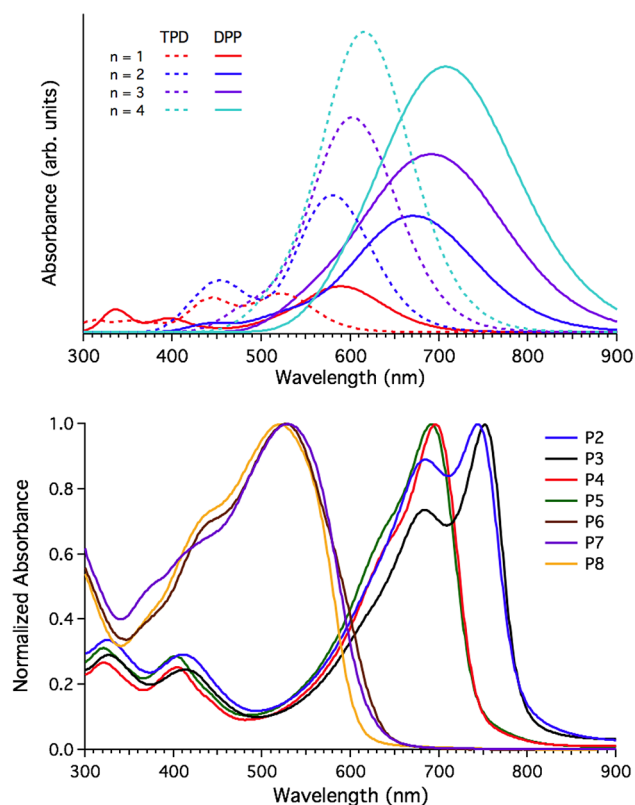 TPD DPP
n = 1
n = 2
n = 3
n = 4
Absorbance (arb. units)
300 400 500 600 700 800 900
Wavelength (nm)
1.0
0.8
0.6
0.4
0.2
0.0
Normalized Absorbance
P2
P3
P4
P5
P6
P7
P8
300 400 500 600 700 800 900
Wavelength (nm)